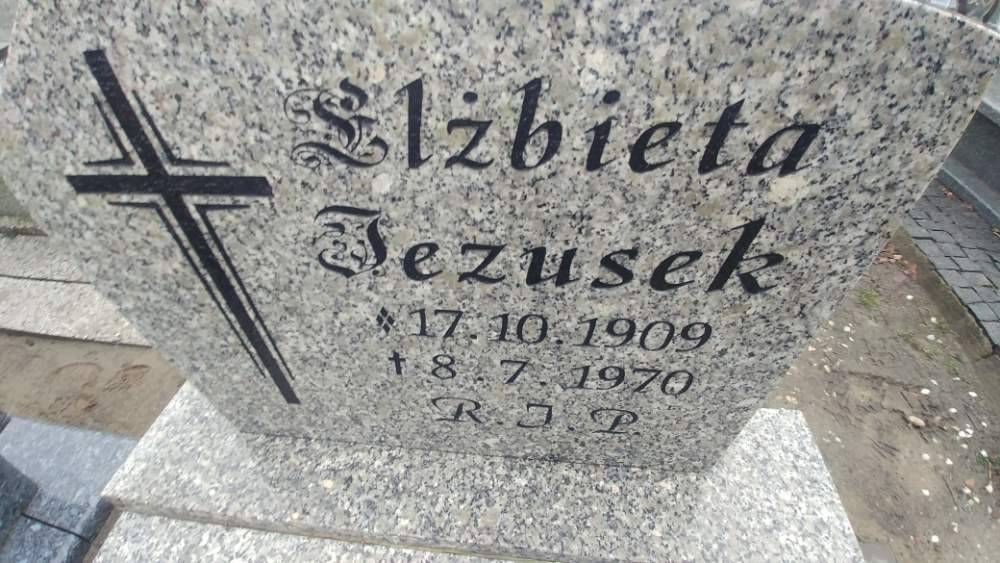 Elżbieta
Jezusek
* 17.10.1909
† 8.7.1970
R.I.P.